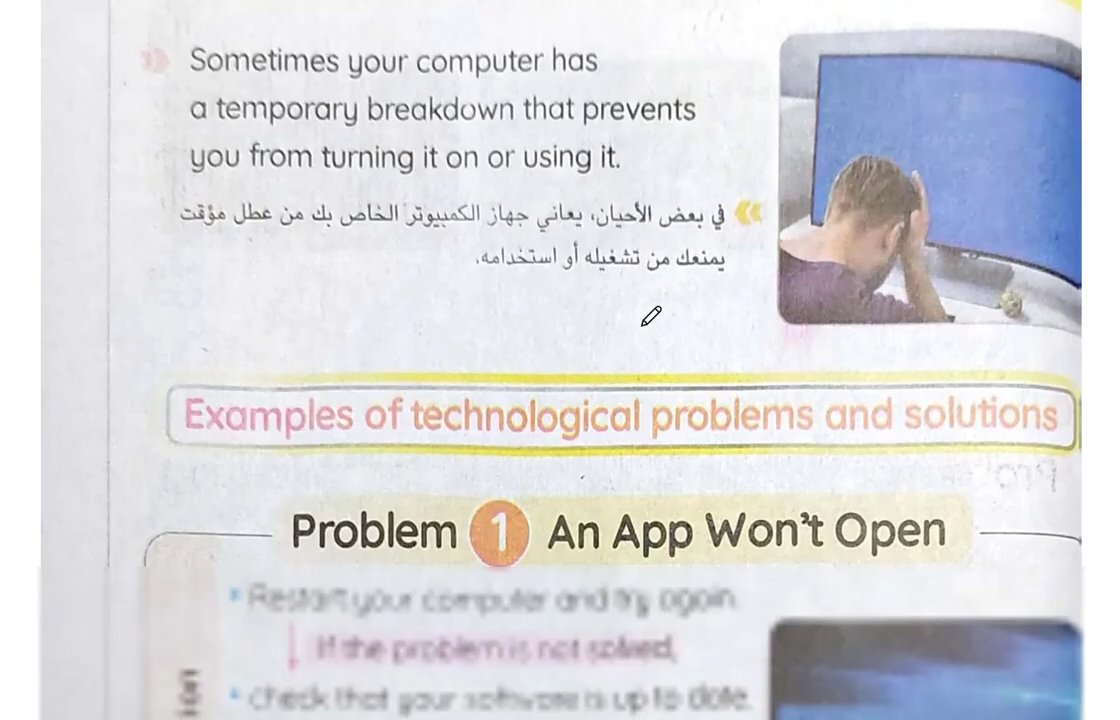 Sometimes your computer has
a temporary breakdown that prevents
you from turning it on or using it.
في بعض الأحيان، يعاني جهاز الكمبيوتر الخاص بك من عطل مؤقت
يمنعك من تشغيله أو استخدامه.
Examples of technological problems and solutions
Problem 1 An App Won't Open
• Restart your computer and try again.
If the problem is not solved,
• Check that your software is up to date.